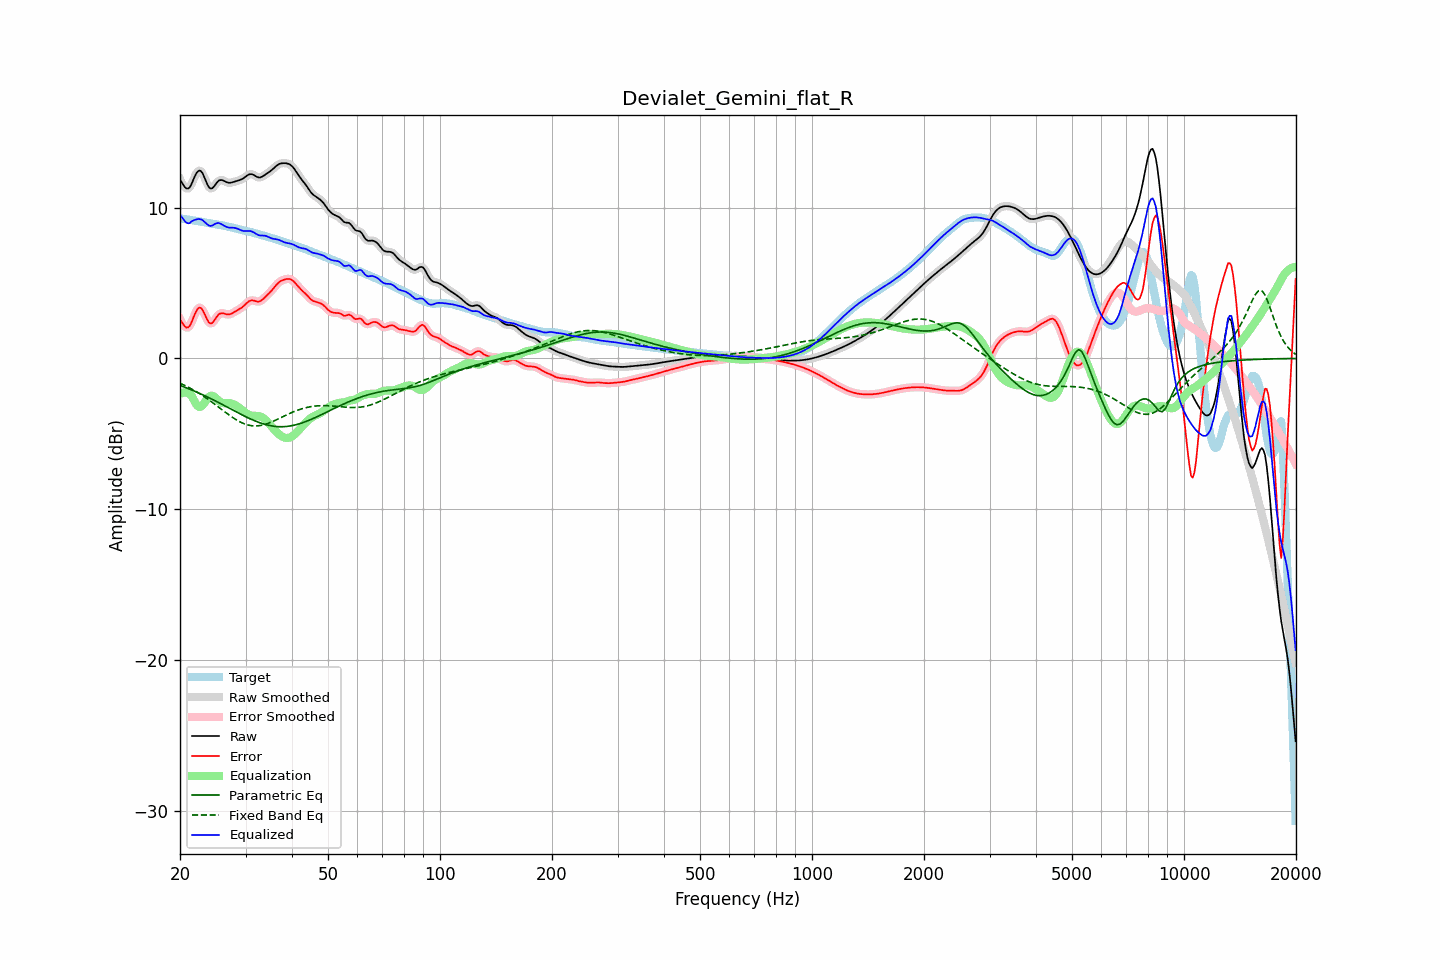 Devialet_Gemini_flat_R
Amplitude (dBr)
10
0
−10
−20
−30
Target
Raw Smoothed
Error Smoothed
Raw
Error
Equalization
Parametric Eq
Fixed Band Eq
Equalized
20 50 100 200 500 1000 2000 5000 10000 20000
Frequency (Hz)